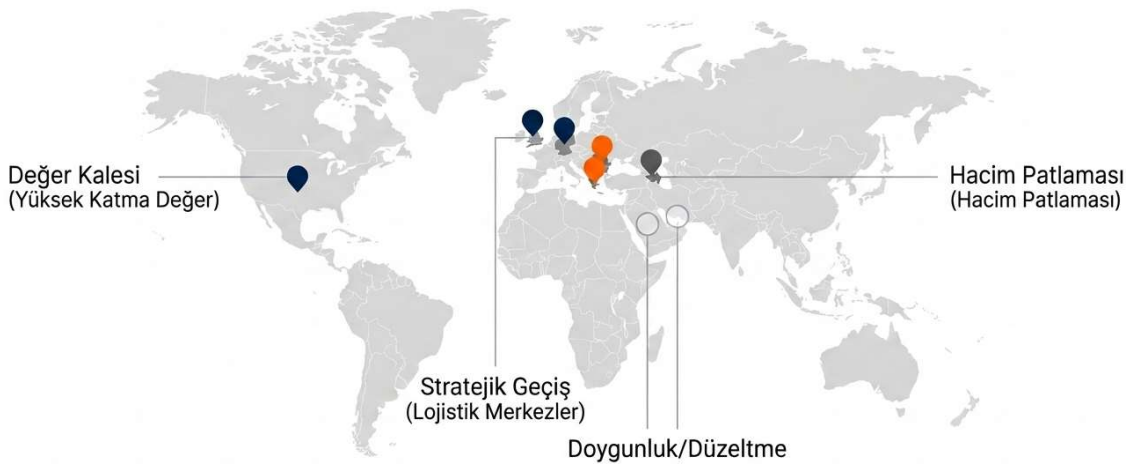 Değer Kalesi
(Yüksek Katma Değer)
Hacim Patlaması
(Hacim Patlaması)
Stratejik Geçiş
(Lojistik Merkezler)
Doygunluk/Düzeltme